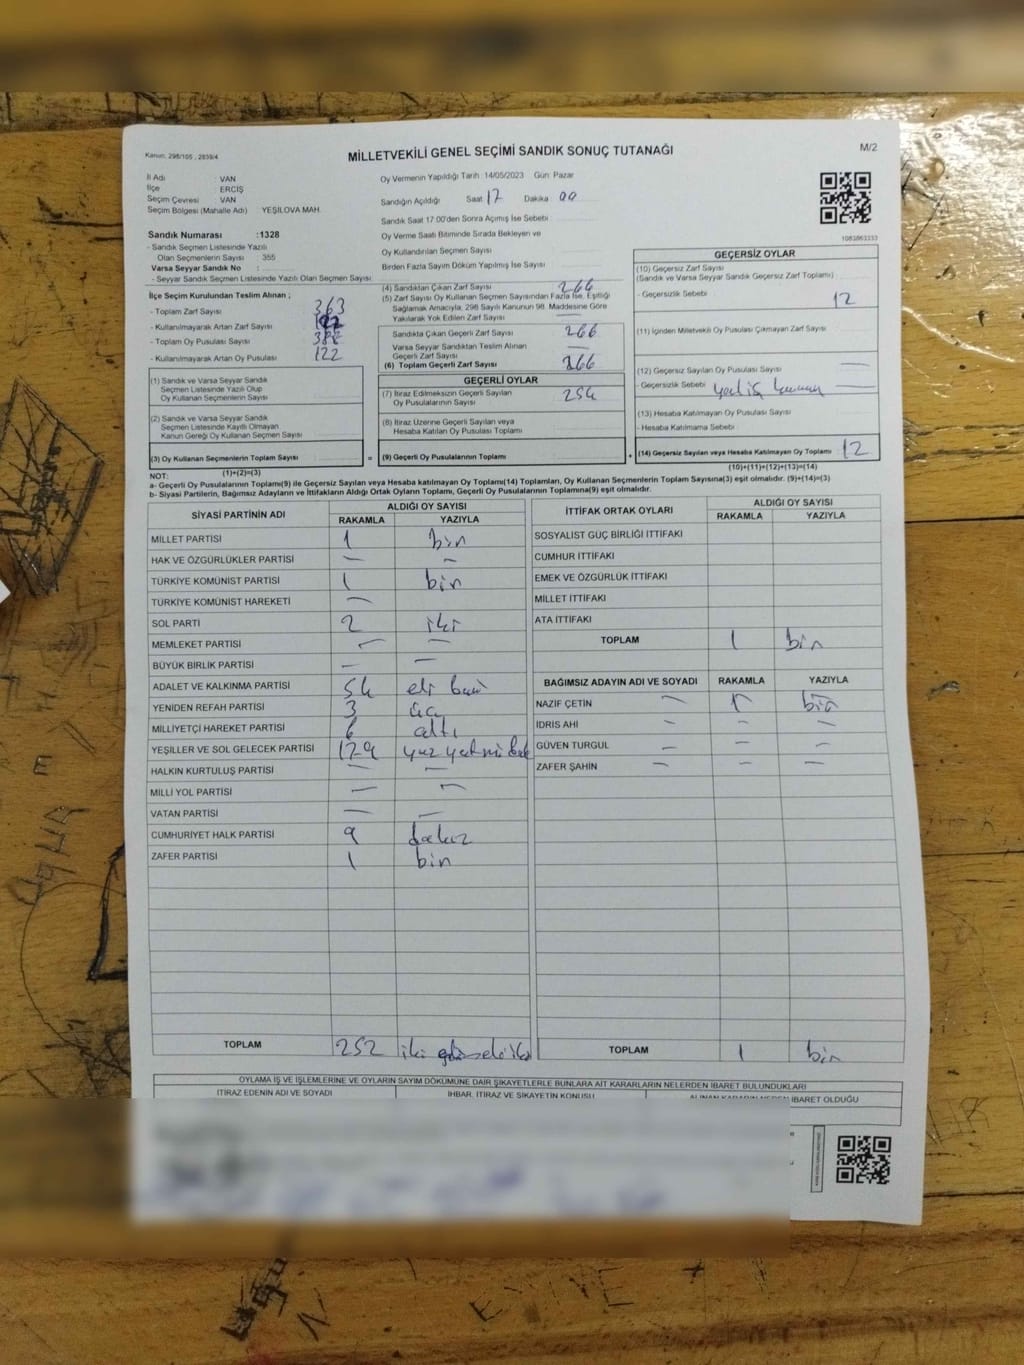 Kanun: 298/105 , 2839/4
MİLLETVEKİLİ GENEL SEÇİMİ SANDIK SONUÇ TUTANAĞI
M/2
İl Adı : VAN
İlçe : ERCİŞ
Seçim Çevresi : VAN
Seçim Bölgesi (Mahalle Adı) YEŞİLOVA MAH.
Oy Vermenin Yapıldığı Tarih 14/05/2023 Gün Pazar
Sandığın Açıldığı Saat 17 Dakika 00
Sandık Saat 17.00'den Sonra Açımış İse Sebebi
Oy Verme Saati Bitiminde Sırada Bekleyen ve
Oy Kullandırılan Seçmen Sayısı
Birden Fazla Sayım Döküm Yapılmış İse Sayısı
1083863333
Sandık Numarası :1328
- Sandık Seçmen Listesinde Yazılı
Olan Seçmenlerin Sayısı : 355
Varsa Seyyar Sandık No :
- Seyyar Sandık Seçmen Listesinde Yazılı Olan Seçmen Sayısı:
İlçe Seçim Kurulundan Teslim Alınan ;
- Toplam Zarf Sayısı : 363
- Kullanılmayarak Artan Zarf Sayısı :
- Toplam Oy Pusulası Sayısı :
- Kullanılmayarak Artan Oy Pusulası : 122
(1) Sandık ve Varsa Seyyar Sandık
Seçmen Listesinde Yazılı Olup
Oy Kullanan Seçmenlerin Sayısı :
(2) Sandık ve Varsa Seyyar Sandık
Seçmen Listesinde Kayıtlı Olmayan
Kanun Gereği Oy Kullanan Seçmen Sayısı :
(3) Oy Kullanan Seçmenlerin Toplam Sayısı :
(1)+(2)=(3)
(4) Sandıktan Çıkan Zarf Sayısı : 266
(5) Zarf Sayısı Oy Kullanan Seçmen Sayısından Fazla İse, Eşitliği
Sağlamak Amacıyla, 298 Sayılı Kanunun 98. Maddesine Göre
Yakılarak Yok Edilen Zarf Sayısı :
Sandıkta Çıkan Geçerli Zarf Sayısı : 266
Varsa Seyyar Sandıktan Teslim Alınan
Geçerli Zarf Sayısı :
(6) Toplam Geçerli Zarf Sayısı : 266
GEÇERLİ OYLAR
(7) İtiraz Edilmeksizin Geçerli Sayılan
Oy Pusulalarının Sayısı : 254
(8) İtiraz Üzerine Geçerli Sayılan veya
Hesaba Katılan Oy Pusulası Toplamı :
= (9) Geçerli Oy Pusulalarının Toplamı :
GEÇERSİZ OYLAR
(10) Geçersiz Zarf Sayısı :
(Sandık ve Varsa Seyyar Sandık Geçersiz Zarf Toplamı)
- Geçersizlik Sebebi : 12
(11) İçinden Milletvekili Oy Pusulası Çıkmayan Zarf Sayısı
(12) Geçersiz Sayılan Oy Pusulası Sayısı :
- Geçersizlik Sebebi
(13) Hesaba Katılmayan Oy Pusulası Sayısı
- Hesaba Katılmama Sebebi
+ (14) Geçersiz Sayılan veya Hesaba Katılmayan Oy Toplamı : 12
(10)+(11)+(12)+(13)=(14)
NOT:
a- Geçerli Oy Pusulalarının Toplamı(9) ile Geçersiz Sayılan veya Hesaba katılmayan Oy Toplamı(14) Toplamları, Oy Kullanan Seçmenlerin Toplam Sayısına(3) eşit olmalıdır. (9)+(14)=(3)
b- Siyasi Partilerin, Bağımsız Adayların ve İttifakların Aldığı Ortak Oyların Toplamı, Geçerli Oy Pusulalarının Toplamına(9) eşit olmalıdır.
SİYASİ PARTİNİN ADI ALDIĞI OY SAYISI
RAKAMLA YAZIYLA
MİLLET PARTİSİ 1 bir
HAK VE ÖZGÜRLÜKLER PARTİSİ — —
TÜRKİYE KOMÜNİST PARTİSİ 1 bir
TÜRKİYE KOMÜNİST HAREKETİ —
SOL PARTİ 2 iki
MEMLEKET PARTİSİ — —
BÜYÜK BİRLİK PARTİSİ — —
ADALET VE KALKINMA PARTİSİ 54
YENİDEN REFAH PARTİSİ 3 üç
MİLLİYETÇİ HAREKET PARTİSİ 6 altı
YEŞİLLER VE SOL GELECEK PARTİSİ
HALKIN KURTULUŞ PARTİSİ — —
MİLLİ YOL PARTİSİ — —
VATAN PARTİSİ — —
CUMHURİYET HALK PARTİSİ 9 dokuz
ZAFER PARTİSİ 1 bir
TOPLAM 252
İTTİFAK ORTAK OYLARI ALDIĞI OY SAYISI
RAKAMLA YAZIYLA
SOSYALİST GÜÇ BİRLİĞİ İTTİFAKI
CUMHUR İTTİFAKI
EMEK VE ÖZGÜRLÜK İTTİFAKI
MİLLET İTTİFAKI
ATA İTTİFAKI
TOPLAM 1 bir
BAĞIMSIZ ADAYIN ADI VE SOYADI RAKAMLA YAZIYLA
NAZİF ÇETİN — 1 bir
İDRİS AHİ — — —
GÜVEN TURGUL — — —
ZAFER ŞAHİN — — —
TOPLAM 1 bir
OYLAMA İŞ VE İŞLEMLERİNE VE OYLARIN SAYIM DÖKÜMÜNE DAİR ŞİKAYETLERLE BUNLARA AİT KARARLARIN NELERDEN İBARET BULUNDUKLARI
İTİRAZ EDENİN ADI VE SOYADI İHBAR, İTİRAZ VE ŞİKAYETİN KONUSU ALINAN KARARIN NEDEN İBARET OLDUĞU